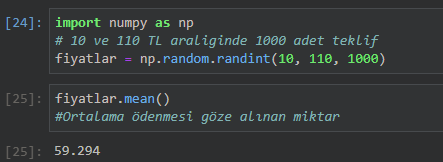 [24]: import numpy as np
# 10 ve 110 TL araliginde 1000 adet teklif
fiyatlar = np.random.randint(10, 110, 1000)
[25]: fiyatlar.mean()
#Ortalama ödenmesi göze alınan miktar
[25]: 59.294